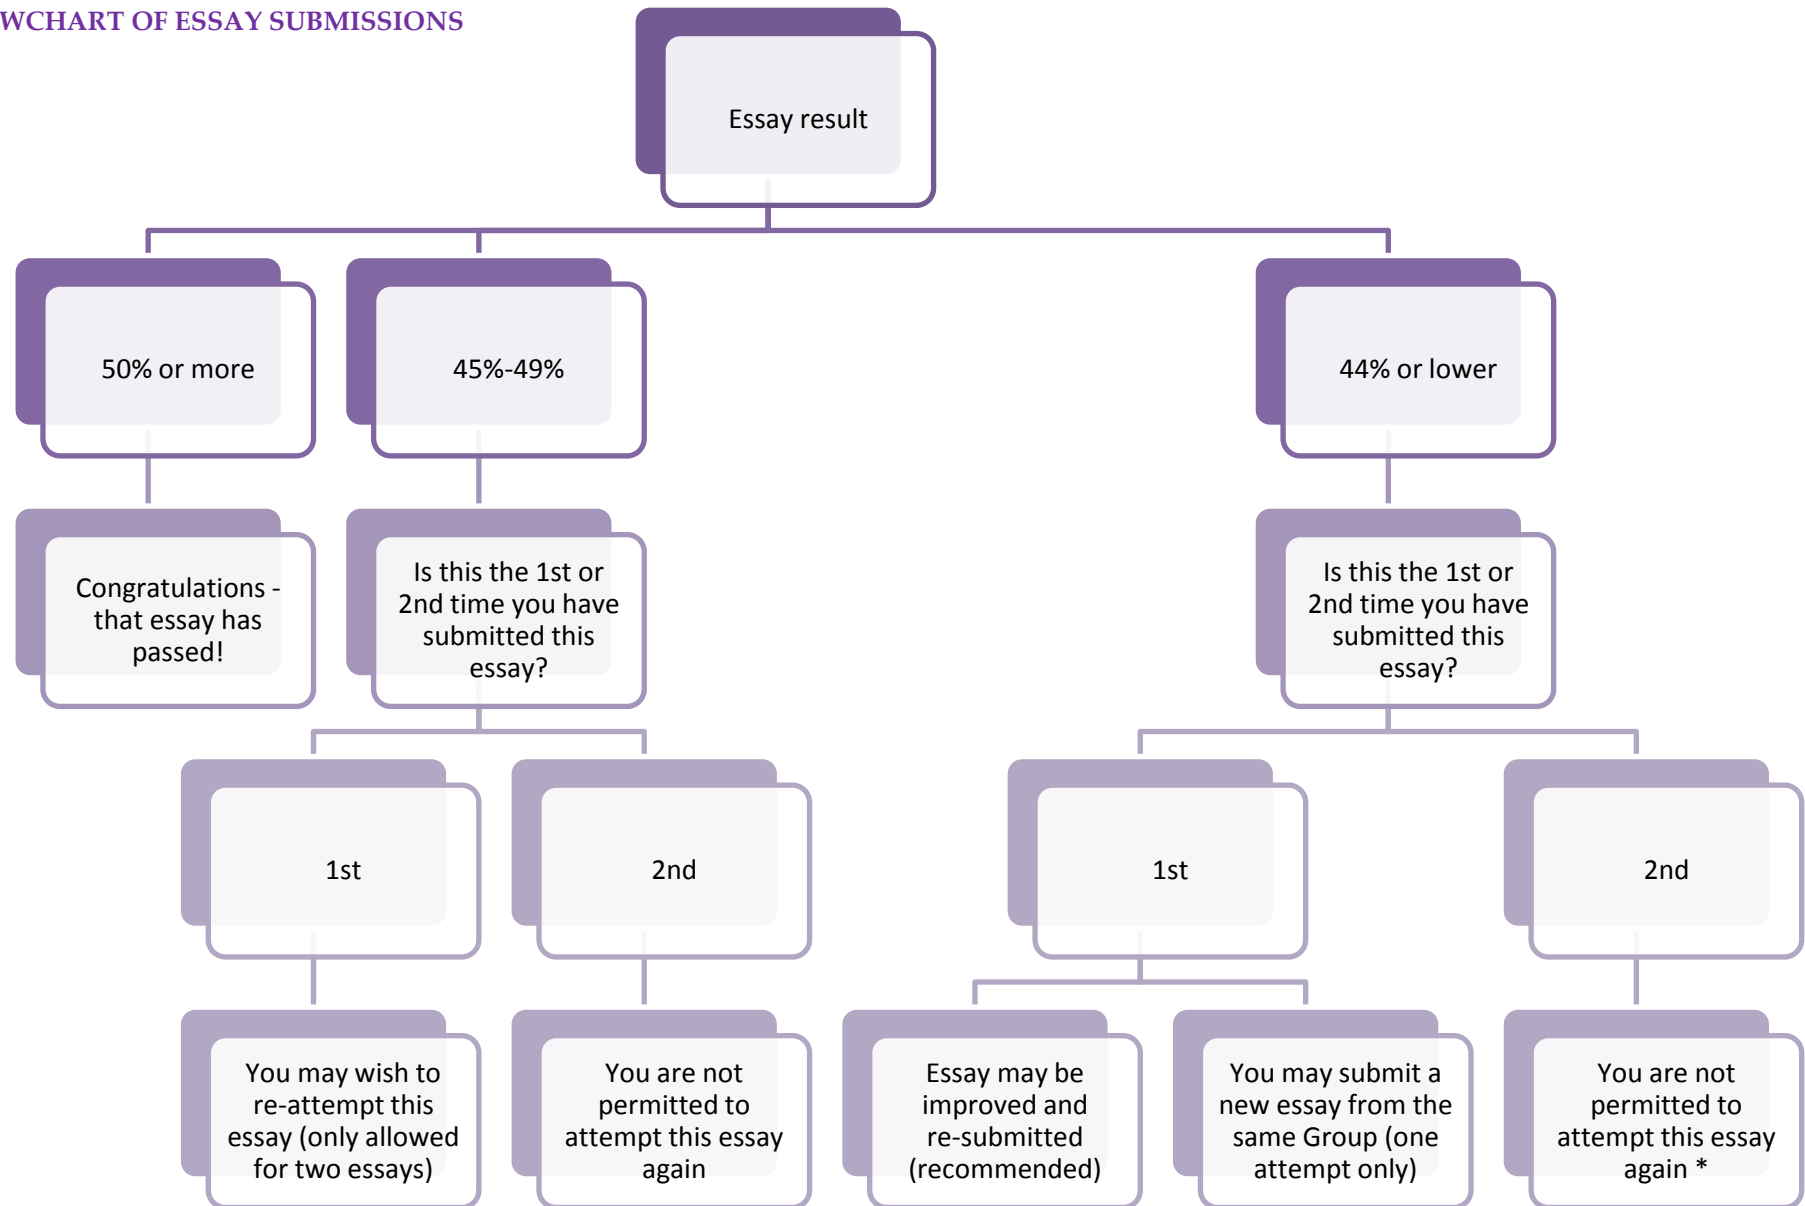 WCHART OF ESSAY SUBMISSIONS
Essay result
50% or more
45%-49%
44% or lower
Congratulations -
that essay has
passed!
Is this the 1st or
2nd time you have
submitted this
essay?
Is this the 1st or
2nd time you have
submitted this
essay?
1st
2nd
1st
2nd
You may wish to
re-attempt this
essay (only allowed
for two essays)
You are not
permitted to
attempt this essay
again
Essay may be
improved and
re-submitted
(recommended)
You may submit a
new essay from the
same Group (one
attempt only)
You are not
permitted to
attempt this essay
again *